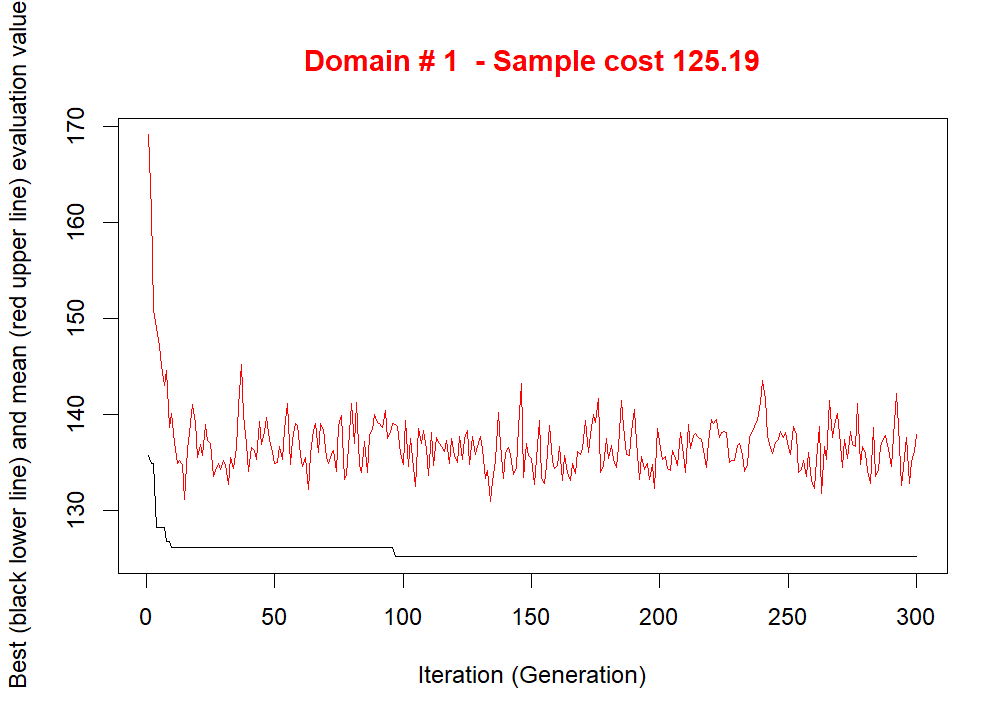 Domain # 1  - Sample cost 125.19
Best (black lower line) and mean (red upper line) evaluation value
170
160
150
140
130
0 50 100 150 200 250 300
Iteration (Generation)